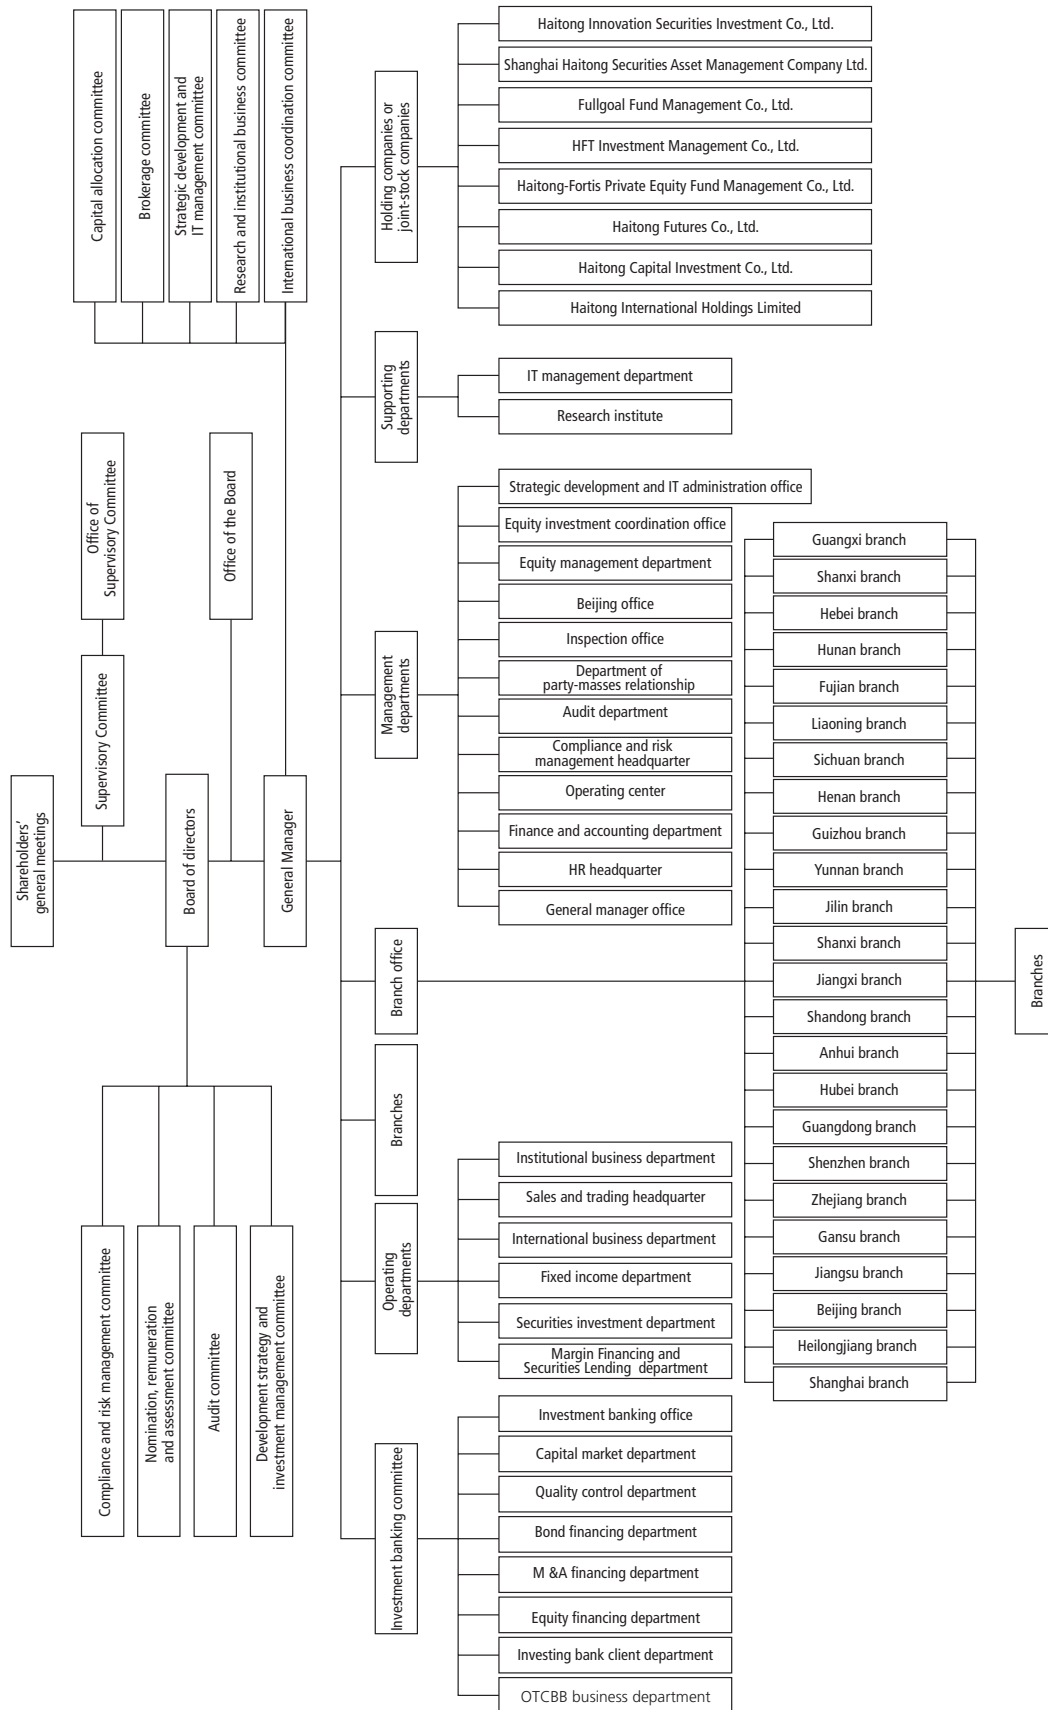 Shareholders'
general meetings
Supervisory Committee
Office of
Supervisory Committee
Board of directors
Office of the Board
General Manager
Capital allocation committee
Brokerage committee
Strategic development and
IT management committee
Research and institutional business committee
International business coordination committee
Compliance and risk management committee
Nomination, remuneration
and assessment committee
Audit committee
Development strategy and
investment management committee
Holding companies or
joint-stock companies
Haitong Innovation Securities Investment Co., Ltd.
Shanghai Haitong Securities Asset Management Company Ltd.
Fullgoal Fund Management Co., Ltd.
HFT Investment Management Co., Ltd.
Haitong-Fortis Private Equity Fund Management Co., Ltd.
Haitong Futures Co., Ltd.
Haitong Capital Investment Co., Ltd.
Haitong International Holdings Limited
Supporting
departments
IT management department
Research institute
Management
departments
Strategic development and IT administration office
Equity investment coordination office
Equity management department
Beijing office
Inspection office
Department of
party-masses relationship
Audit department
Compliance and risk
management headquarter
Operating center
Finance and accounting department
HR headquarter
General manager office
Branch office
Guangxi branch
Shanxi branch
Hebei branch
Hunan branch
Fujian branch
Liaoning branch
Sichuan branch
Henan branch
Guizhou branch
Yunnan branch
Jilin branch
Shanxi branch
Jiangxi branch
Shandong branch
Anhui branch
Hubei branch
Guangdong branch
Shenzhen branch
Zhejiang branch
Gansu branch
Jiangsu branch
Beijing branch
Heilongjiang branch
Shanghai branch
Branches
Branches
Operating
departments
Institutional business department
Sales and trading headquarter
International business department
Fixed income department
Securities investment department
Margin Financing and
Securities Lending department
Investment banking committee
Investment banking office
Capital market department
Quality control department
Bond financing department
M &A financing department
Equity financing department
Investing bank client department
OTCBB business department